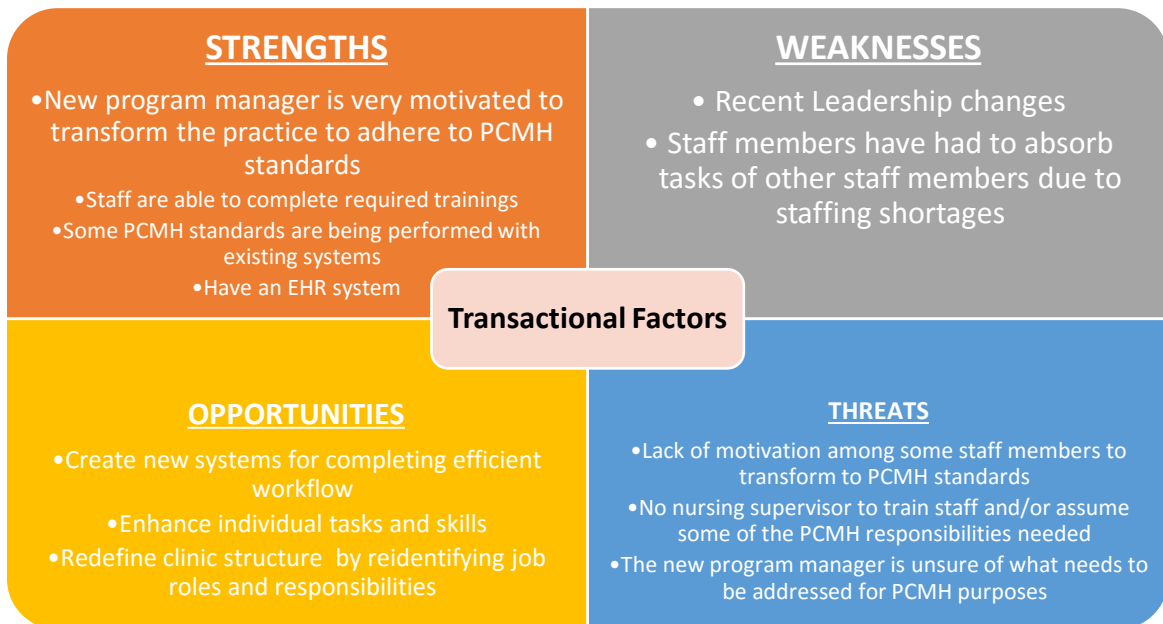 STRENGTHS
•New program manager is very motivated to
transform the practice to adhere to PCMH
standards
•Staff are able to complete required trainings
•Some PCMH standards are being performed with
existing systems
•Have an EHR system
WEAKNESSES
• Recent Leadership changes
• Staff members have had to absorb
tasks of other staff members due to
staffing shortages
Transactional Factors
OPPORTUNITIES
•Create new systems for completing efficient
workflow
•Enhance individual tasks and skills
•Redefine clinic structure by reidentifying job
roles and responsibilities
THREATS
•Lack of motivation among some staff members to
transform to PCMH standards
•No nursing supervisor to train staff and/or assume
some of the PCMH responsibilities needed
•The new program manager is unsure of what needs to
be addressed for PCMH purposes